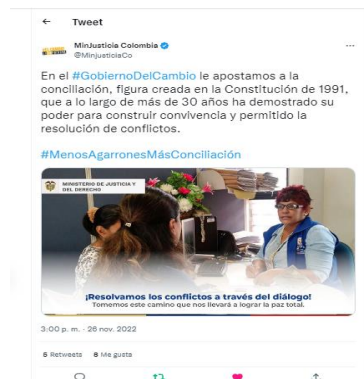 Tweet
MinJusticia Colombia
@MinjusticiaCo
En el #GobiernoDelCambio le apostamos a la
conciliación, figura creada en la Constitución de 1991,
que a lo largo de más de 30 años ha demostrado su
poder para construir convivencia y permitido la
resolución de conflictos.
#MenosAgarronesMásConciliación
MINISTERIO DE JUSTICIA Y
DEL DERECHO
¡Resolvamos los conflictos a través del diálogo!
Tomemos este camino que nos llevará a lograr la paz total.
3:00 p. m. · 26 nov. 2022
5 Retweets 8 Me gusta